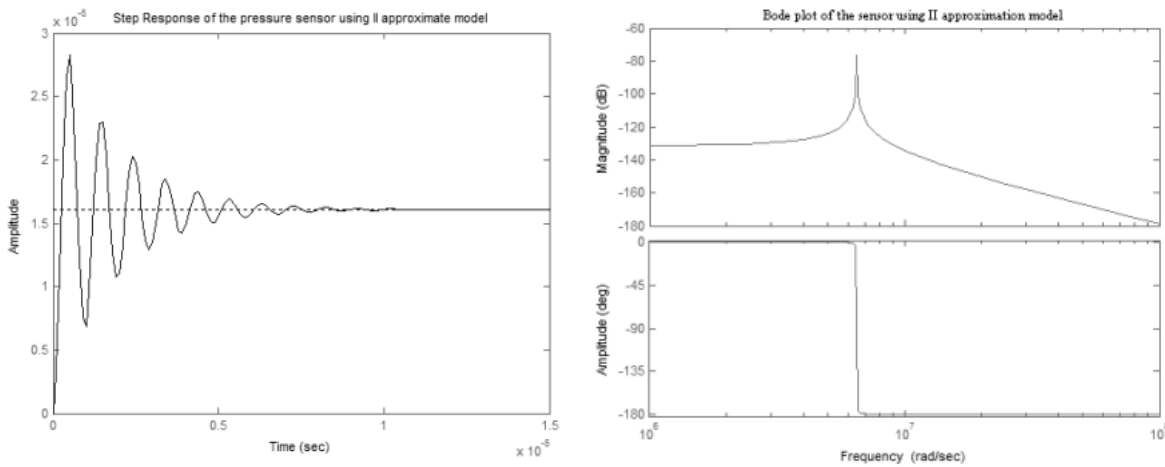 Step Response of the pressure sensor using II approximate model
x 10^-5
3
2.5
2
1.5
1
0.5
0
Amplitude
0 0.5 1 1.5
Time (sec)
x 10^-5
Bode plot of the sensor using II approximation model
-60
-80
-100
-120
-140
-160
-180
Magnitude (dB)
0
-45
-90
-135
-180
Amplitude (deg)
10^6 10^7
Frequency (rad/sec)